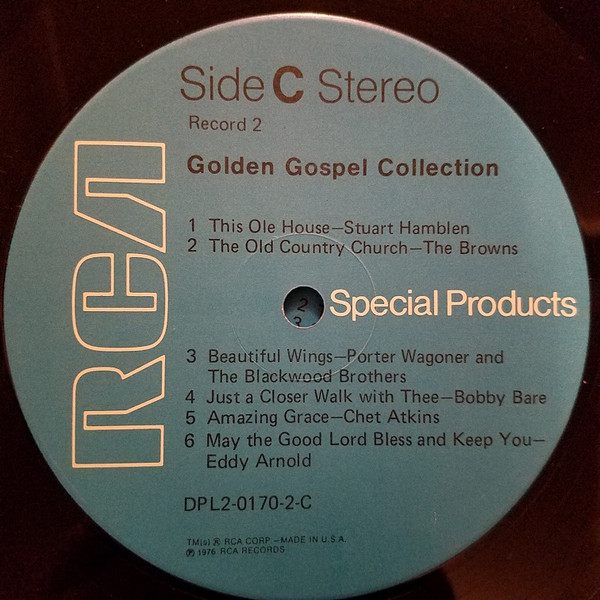 Side C Stereo
Record 2
Golden Gospel Collection
1 This Ole House—Stuart Hamblen
2 The Old Country Church—The Browns
RCA
2
3
Special Products
3 Beautiful Wings—Porter Wagoner and
The Blackwood Brothers
4 Just a Closer Walk with Thee—Bobby Bare
5 Amazing Grace—Chet Atkins
6 May the Good Lord Bless and Keep You—
Eddy Arnold
DPL2-0170-2-C
TM(s) ® RCA CORP.—MADE IN U.S.A.
℗ 1976 RCA RECORDS